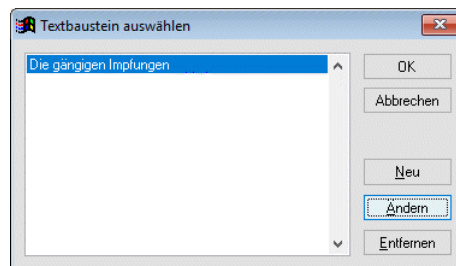 Textbaustein auswählen
Die gängigen Impfungen
OK
Abbrechen
Neu
Ändern
Entfernen